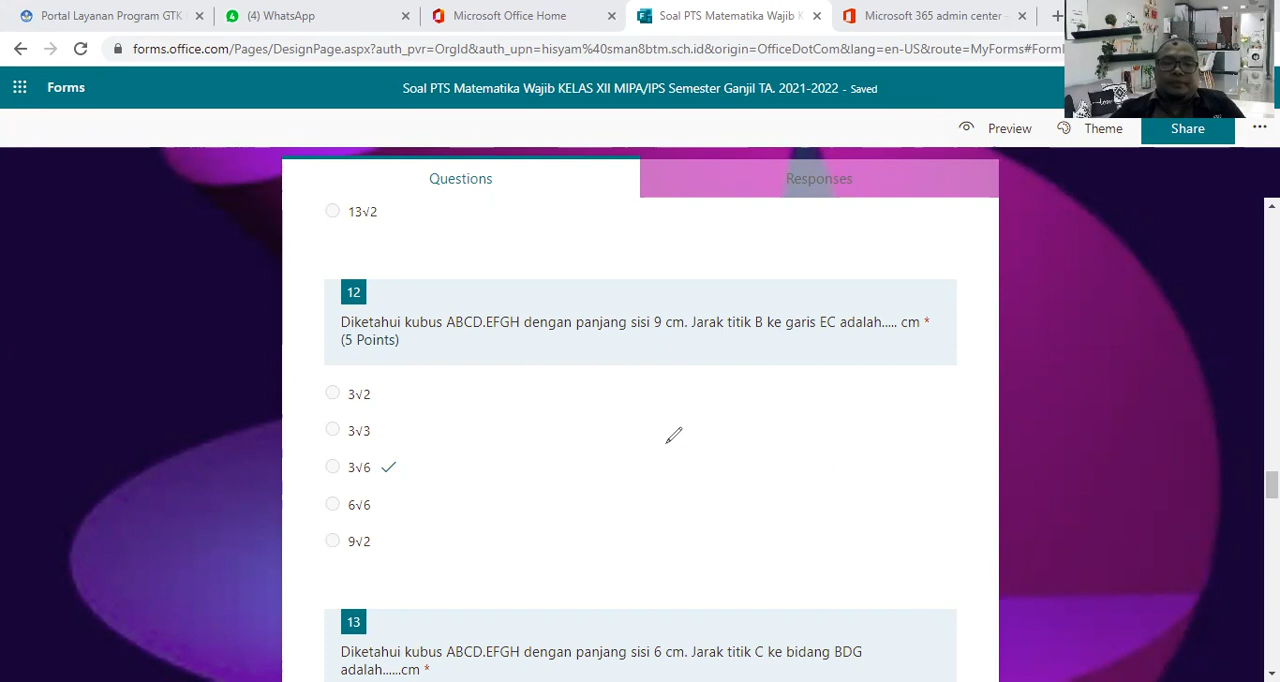 Portal Layanan Program GTK
(4) WhatsApp
Microsoft Office Home
Soal PTS Matematika Wajib K
Microsoft 365 admin center -
forms.office.com/Pages/DesignPage.aspx?auth_pvr=OrgId&auth_upn=hisyam%40sman8btm.sch.id&origin=OfficeDotCom&lang=en-US&route=MyForms#FormI
Forms
Soal PTS Matematika Wajib KELAS XII MIPA/IPS Semester Ganjil TA. 2021-2022 - Saved
Preview
Theme
Share
Questions
Responses
13√2
12
Diketahui kubus ABCD.EFGH dengan panjang sisi 9 cm. Jarak titik B ke garis EC adalah..... cm *
(5 Points)
3√2
3√3
3√6
6√6
9√2
13
Diketahui kubus ABCD.EFGH dengan panjang sisi 6 cm. Jarak titik C ke bidang BDG
adalah......cm *